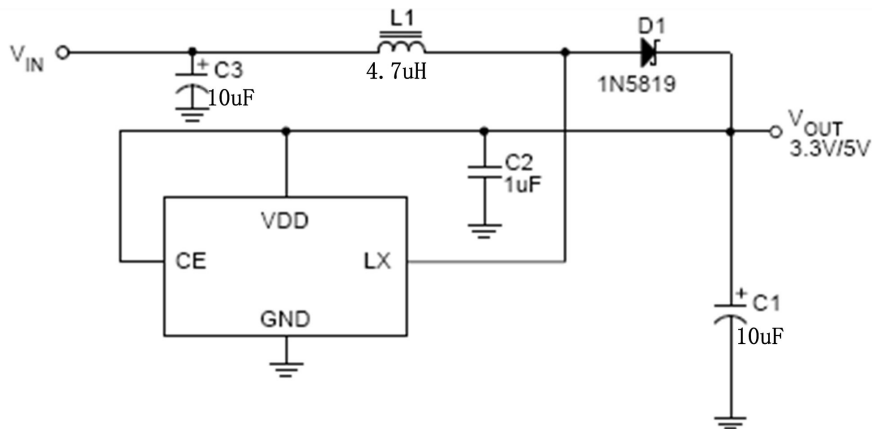 L1
D1
VIN
C3
10uF
4.7uH
1N5819
VOUT
3.3V/5V
C2
1uF
VDD
CE
LX
GND
C1
10uF